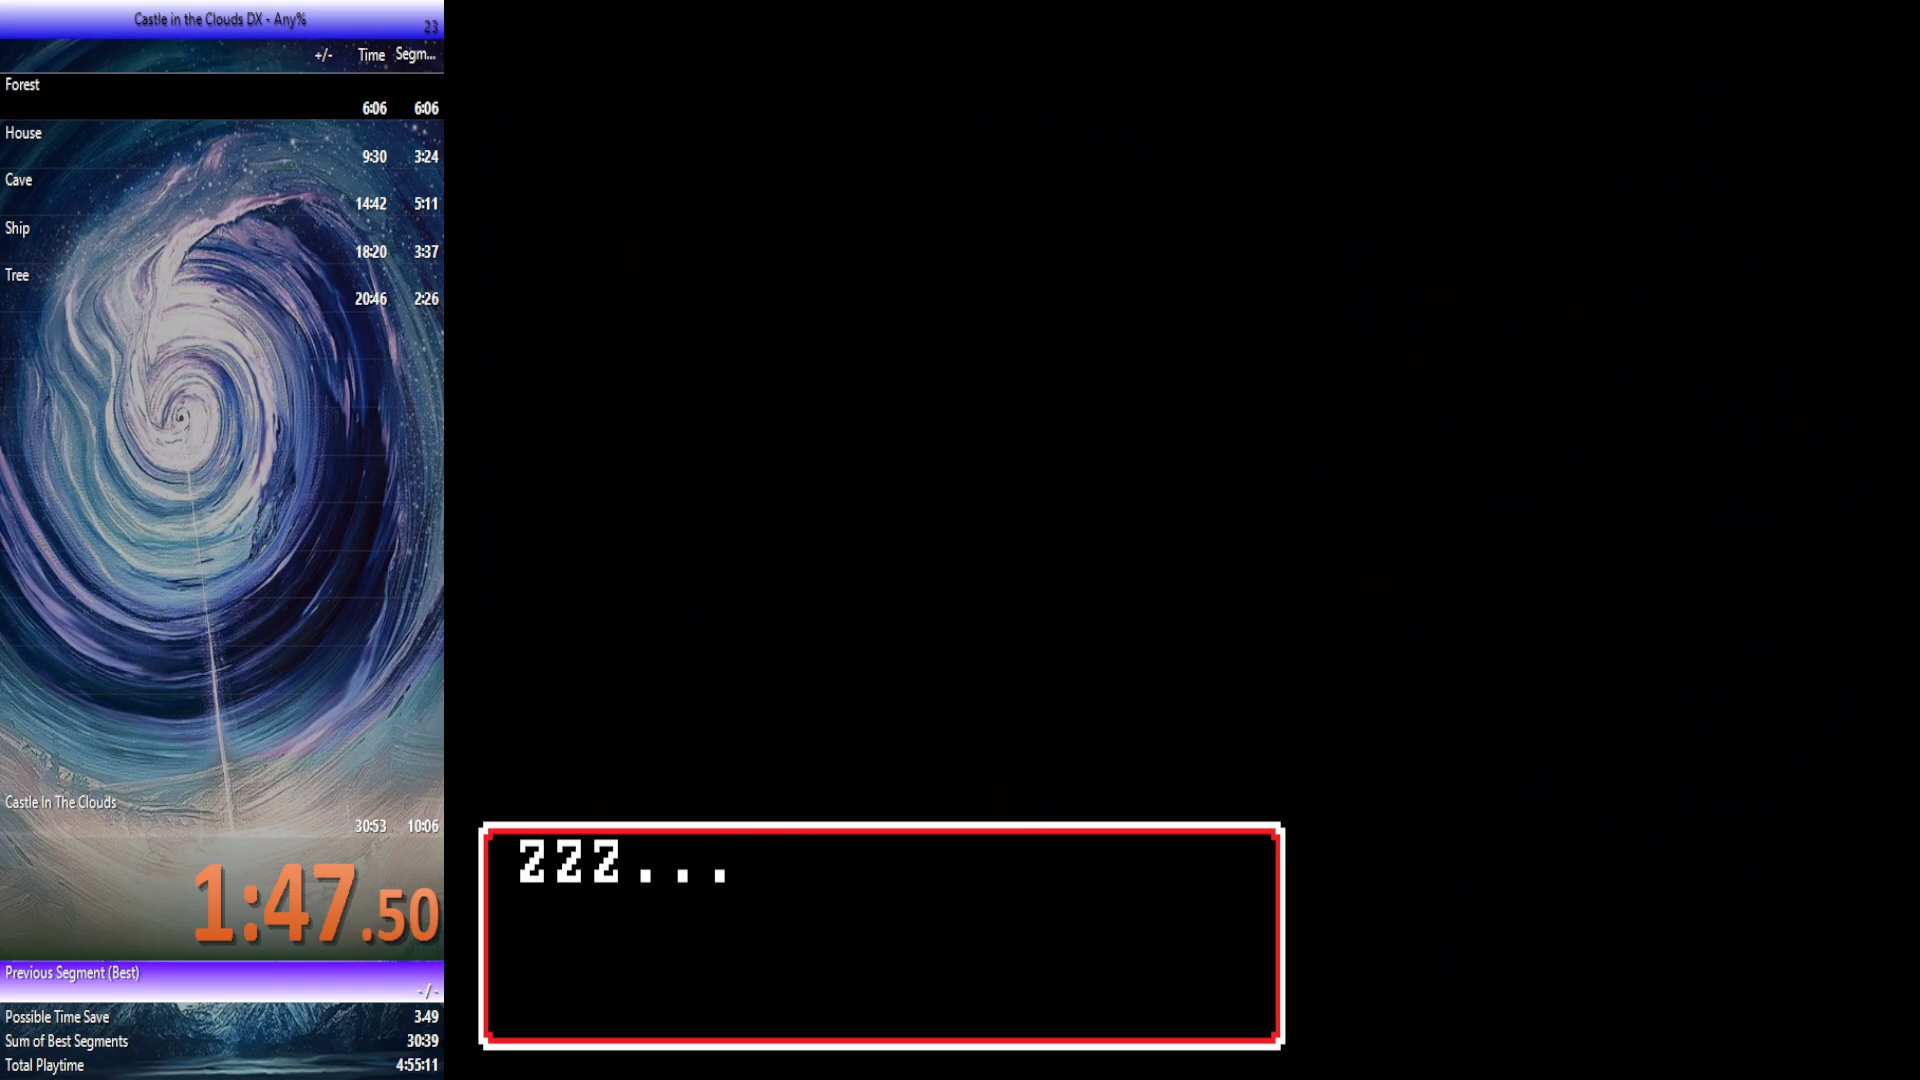 Castle in the Clouds DX - Any%
23
+/- Time Segm...
Forest
6:06 6:06
House
9:30 3:24
Cave
14:42 5:11
Ship
18:20 3:37
Tree
20:46 2:26
Castle In The Clouds
30:53 10:06
1:47.50
Previous Segment (Best)
- / -
Possible Time Save 3.49
Sum of Best Segments 30:39
Total Playtime 4:55:11
ZZZ...